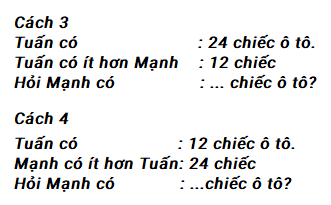 Cách 3
Tuấn có : 24 chiếc ô tô.
Tuấn có ít hơn Mạnh : 12 chiếc
Hỏi Mạnh có : ... chiếc ô tô?
Cách 4
Tuấn có : 12 chiếc ô tô.
Mạnh có ít hơn Tuấn: 24 chiếc
Hỏi Mạnh có : ...chiếc ô tô?